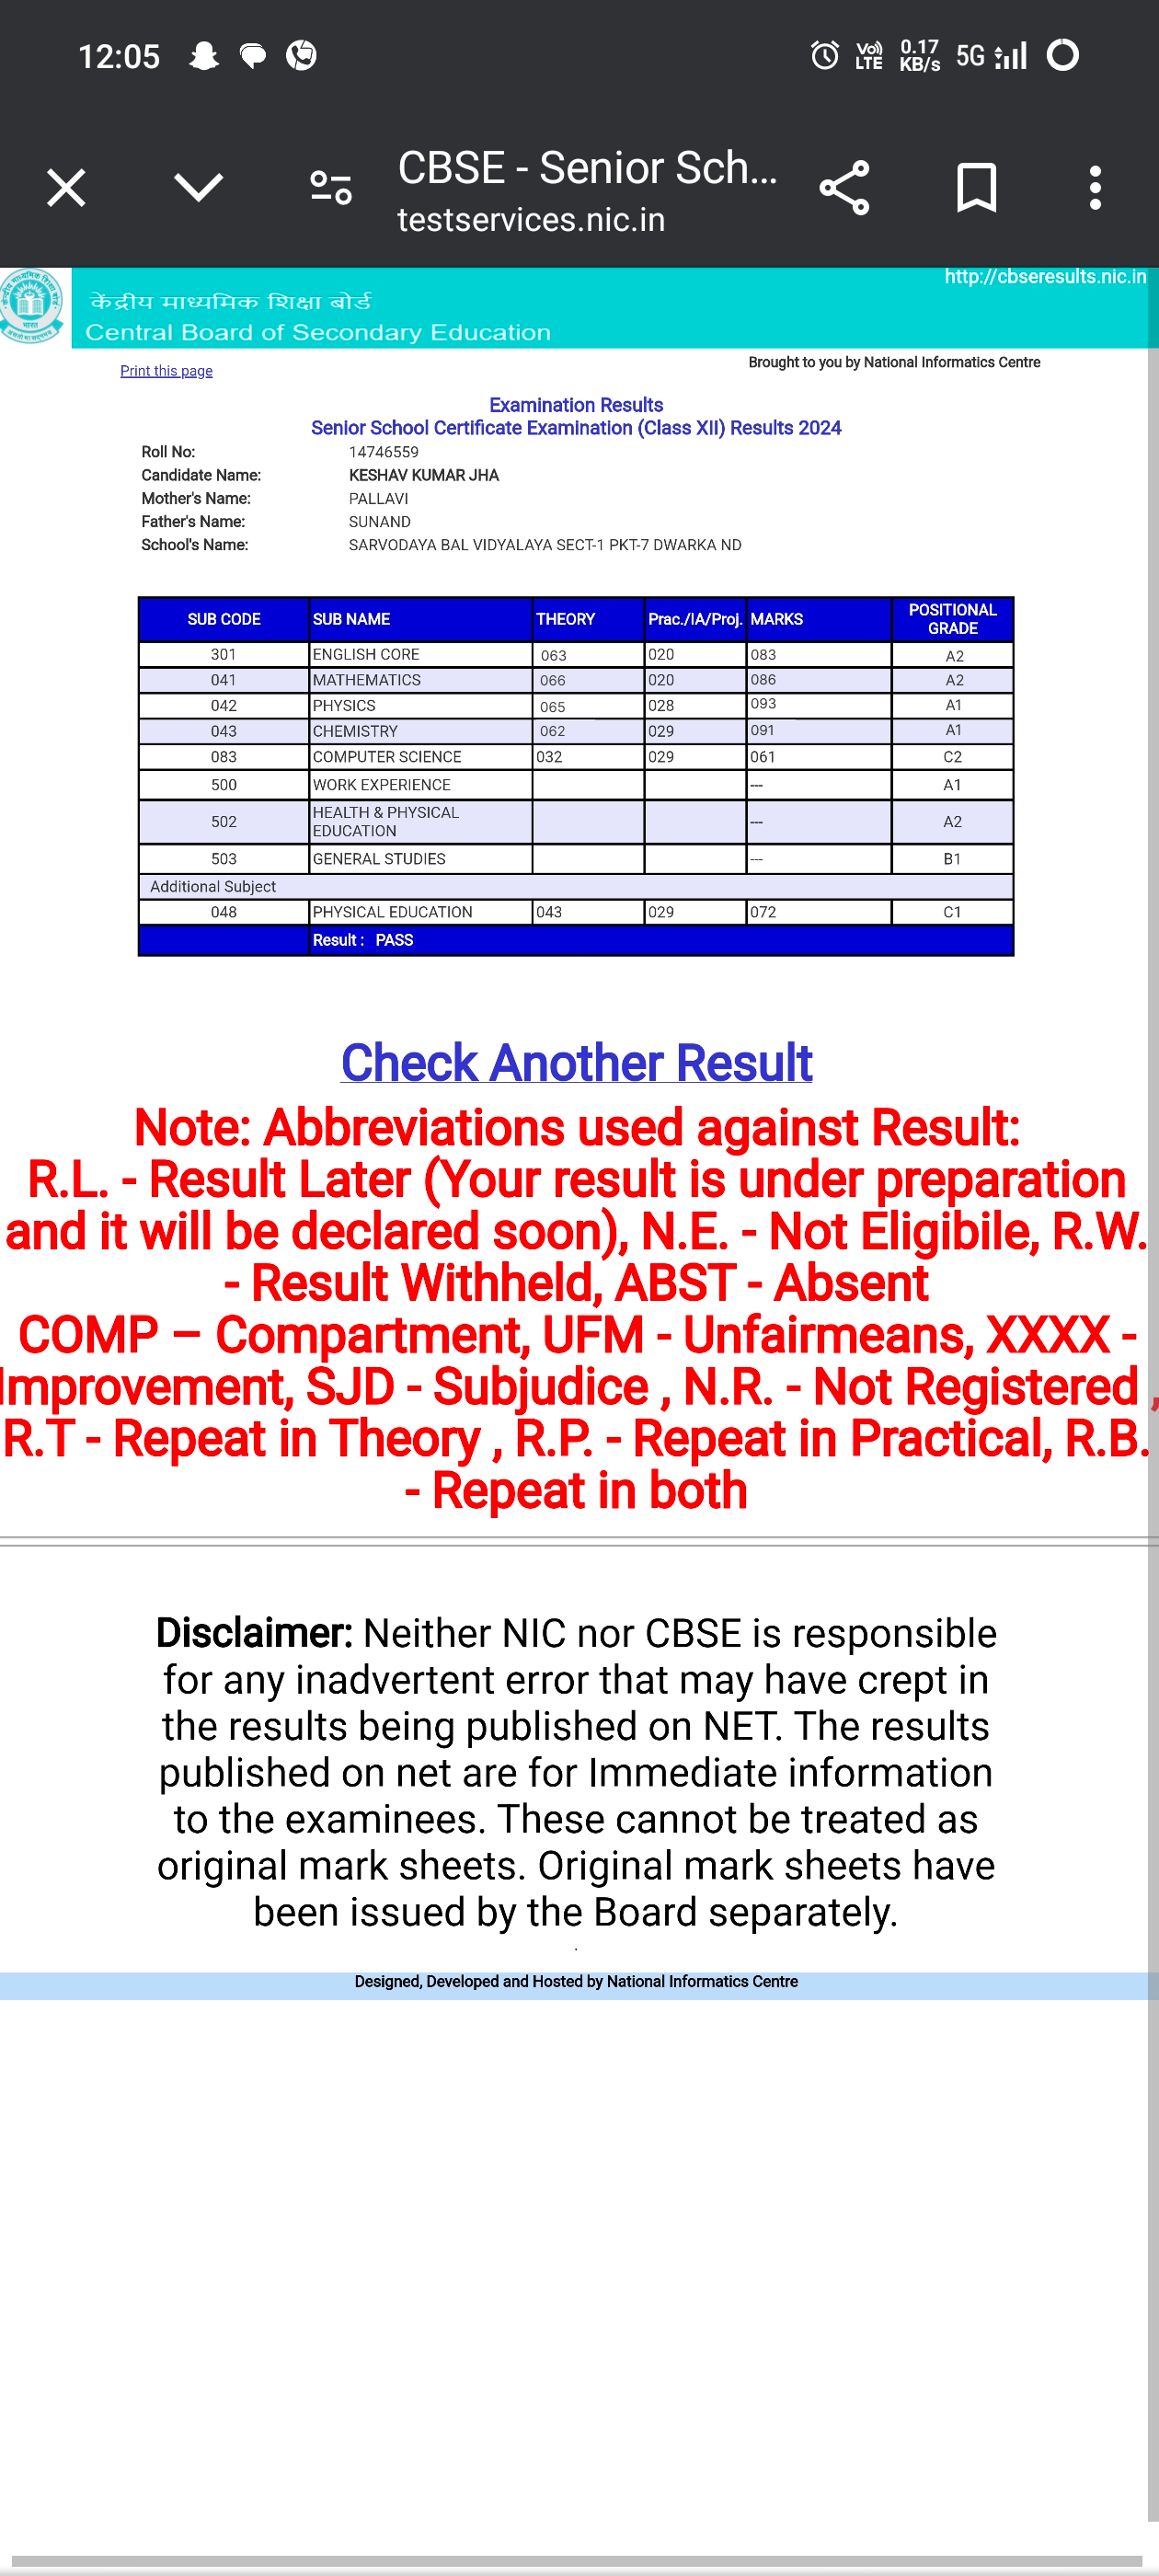 12:05 Vo)) LTE 0.17 KB/s 5G
CBSE - Senior Sch...
testservices.nic.in
http://cbseresults.nic.in
केंद्रीय माध्यमिक शिक्षा बोर्ड
Central Board of Secondary Education
Brought to you by National Informatics Centre
Print this page
Examination Results
Senior School Certificate Examination (Class XII) Results 2024
Roll No: 14746559
Candidate Name: KESHAV KUMAR JHA
Mother's Name: PALLAVI
Father's Name: SUNAND
School's Name: SARVODAYA BAL VIDYALAYA SECT-1 PKT-7 DWARKA ND
SUB CODE SUB NAME THEORY Prac./IA/Proj. MARKS POSITIONAL GRADE
301 ENGLISH CORE 063 020 083 A2
041 MATHEMATICS 066 020 086 A2
042 PHYSICS 065 028 093 A1
043 CHEMISTRY 062 029 091 A1
083 COMPUTER SCIENCE 032 029 061 C2
500 WORK EXPERIENCE --- A1
502 HEALTH & PHYSICAL EDUCATION --- A2
503 GENERAL STUDIES --- B1
Additional Subject
048 PHYSICAL EDUCATION 043 029 072 C1
Result : PASS
Check Another Result
Note: Abbreviations used against Result:
R.L. - Result Later (Your result is under preparation
and it will be declared soon), N.E. - Not Eligibile, R.W.
- Result Withheld, ABST - Absent
COMP – Compartment, UFM - Unfairmeans, XXXX -
Improvement, SJD - Subjudice , N.R. - Not Registered ,
R.T - Repeat in Theory , R.P. - Repeat in Practical, R.B.
- Repeat in both
Disclaimer: Neither NIC nor CBSE is responsible
for any inadvertent error that may have crept in
the results being published on NET. The results
published on net are for Immediate information
to the examinees. These cannot be treated as
original mark sheets. Original mark sheets have
been issued by the Board separately.
.
Designed, Developed and Hosted by National Informatics Centre